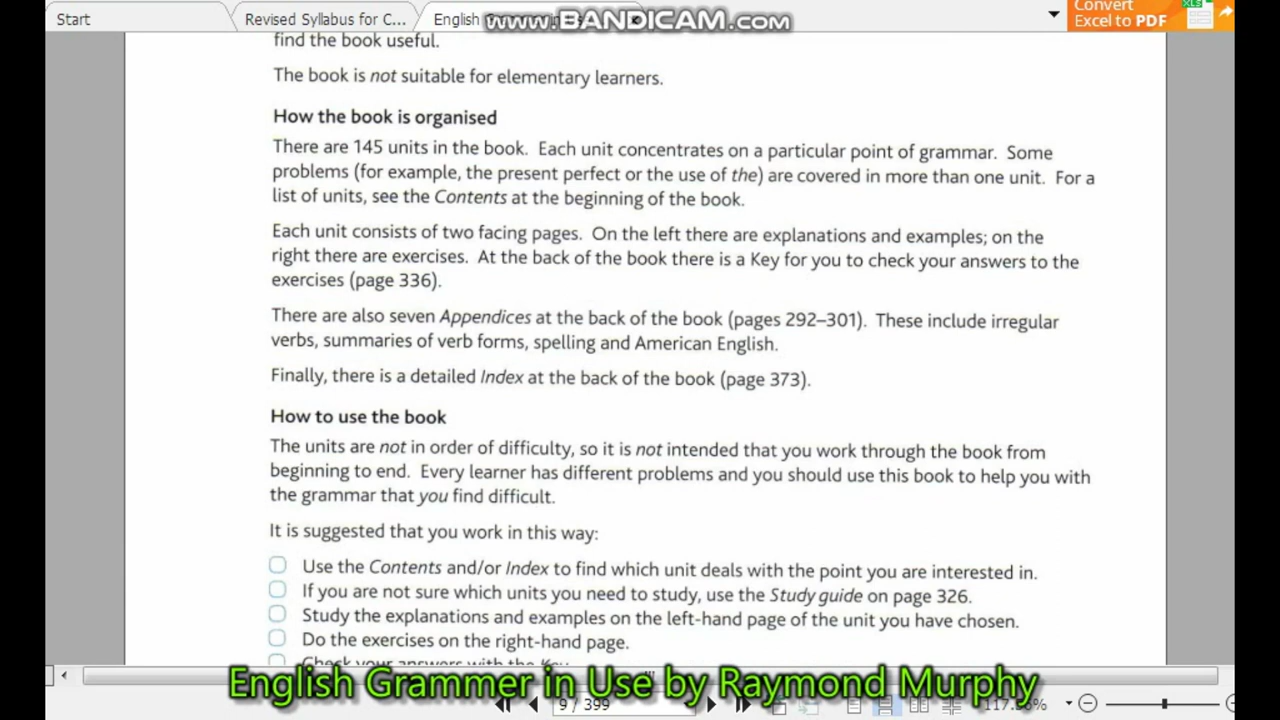 Start
Revised Syllabus for C...
English
www.BANDICAM.com
Convert
Excel to PDF
XLS
find the book useful.
The book is not suitable for elementary learners.
How the book is organised
There are 145 units in the book. Each unit concentrates on a particular point of grammar. Some
problems (for example, the present perfect or the use of the) are covered in more than one unit. For a
list of units, see the Contents at the beginning of the book.
Each unit consists of two facing pages. On the left there are explanations and examples; on the
right there are exercises. At the back of the book there is a Key for you to check your answers to the
exercises (page 336).
There are also seven Appendices at the back of the book (pages 292–301). These include irregular
verbs, summaries of verb forms, spelling and American English.
Finally, there is a detailed Index at the back of the book (page 373).
How to use the book
The units are not in order of difficulty, so it is not intended that you work through the book from
beginning to end. Every learner has different problems and you should use this book to help you with
the grammar that you find difficult.
It is suggested that you work in this way:
Use the Contents and/or Index to find which unit deals with the point you are interested in.
If you are not sure which units you need to study, use the Study guide on page 326.
Study the explanations and examples on the left-hand page of the unit you have chosen.
Do the exercises on the right-hand page.
Check your answers with the Key.
English Grammer in Use by Raymond Murphy
9 / 399